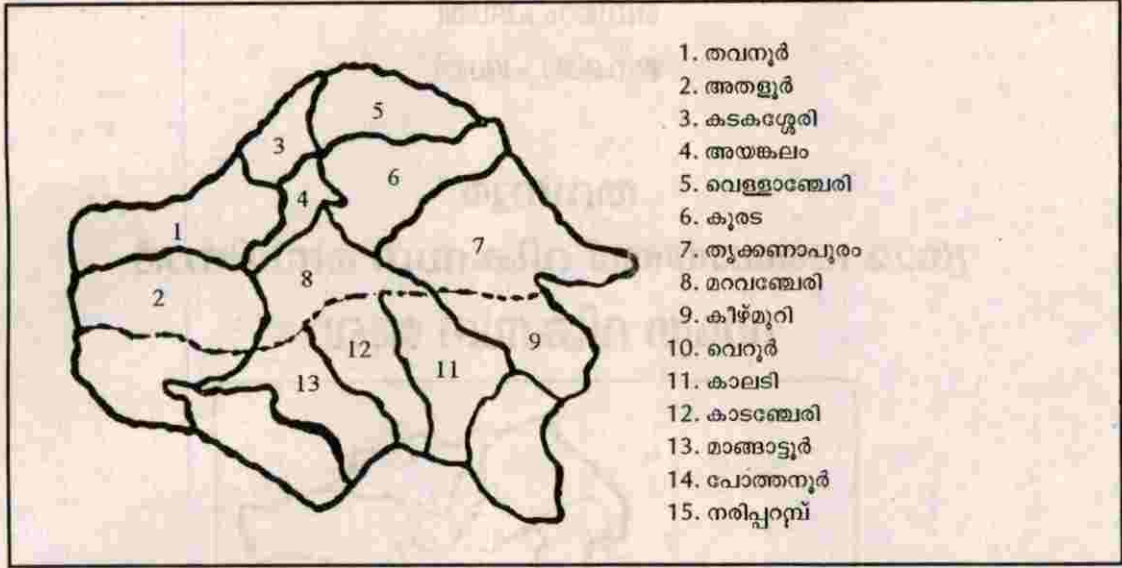 1. തവനൂർ
2. അതളൂർ
3. കടകശ്ശേരി
4. അയങ്കലം
5. വെള്ളാഞ്ചേരി
6. കൂരട
7. തൃക്കണാപുരം
8. മറവഞ്ചേരി
9. കീഴ്മുറി
10. വെറൂർ
11. കാലടി
12. കാടഞ്ചേരി
13. മാങ്ങാട്ടൂർ
14. പോത്തനൂർ
15. നരിപ്പറമ്പ്
5
3
6
4
1
7
8
2
9
12
11
13